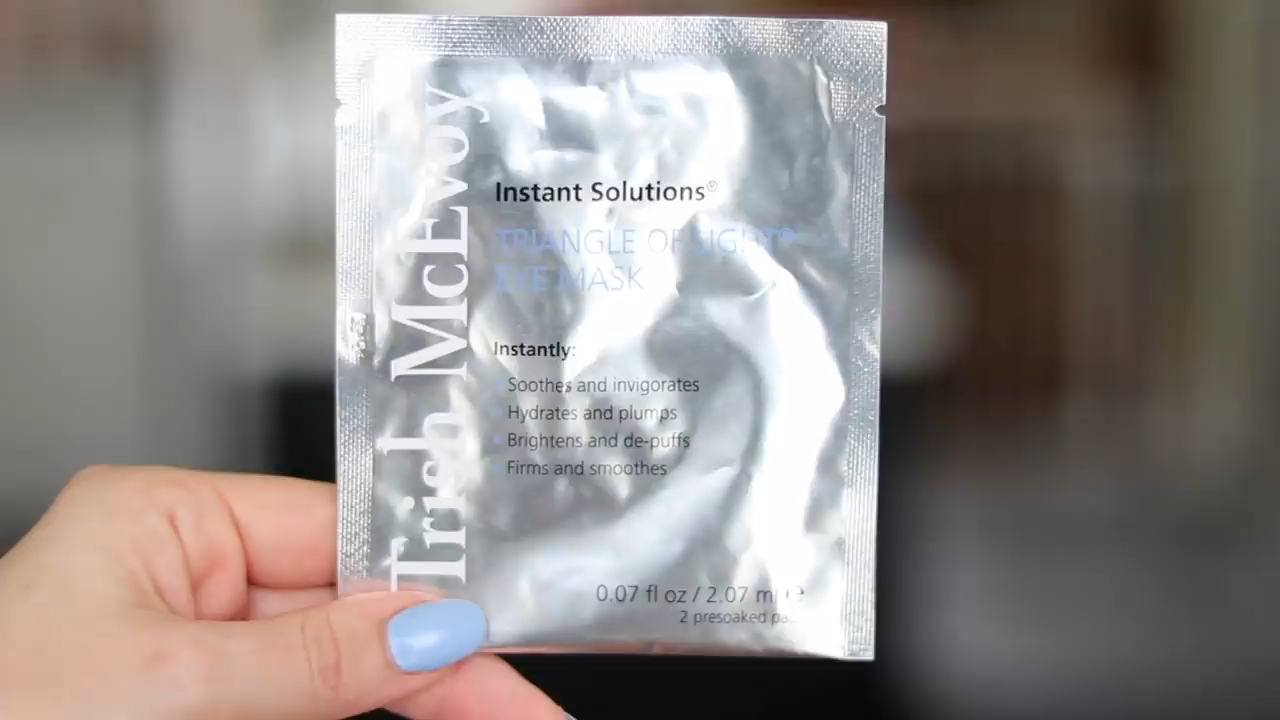 Trish McEvoy
Instant Solutions®
TRIANGLE OF LIGHT®
EYE MASK
Instantly:
• Soothes and invigorates
• Hydrates and plumps
• Brightens and de-puffs
• Firms and smoothes
0.07 fl oz / 2.07 ml e
2 presoaked